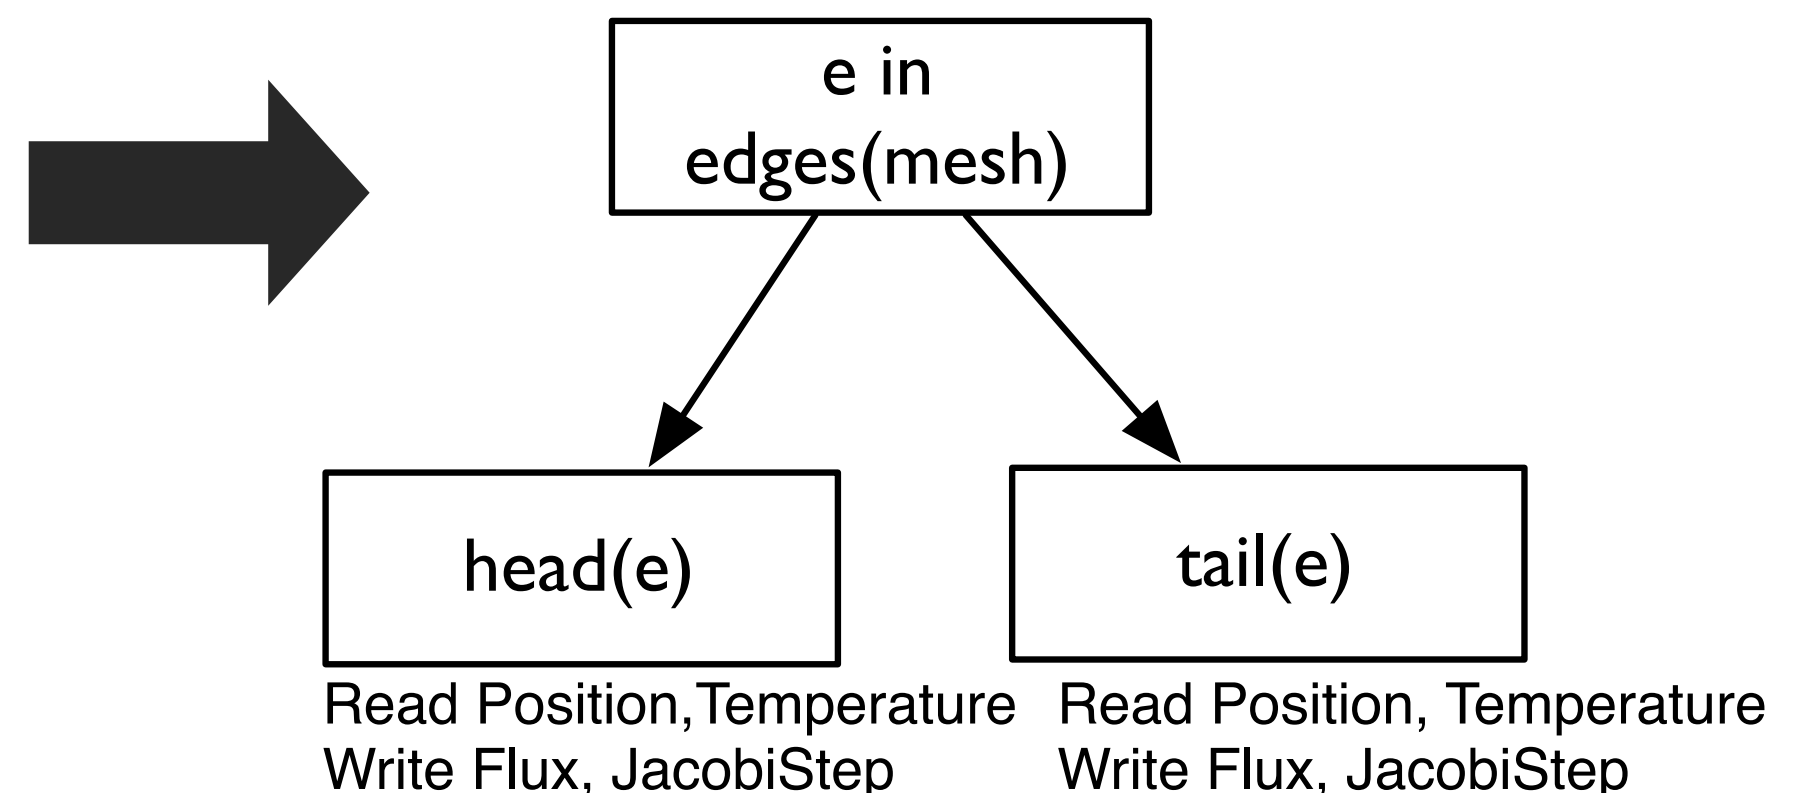 e in
edges(mesh)
head(e)
tail(e)
Read Position,Temperature
Write Flux, JacobiStep
Read Position, Temperature
Write Flux, JacobiStep